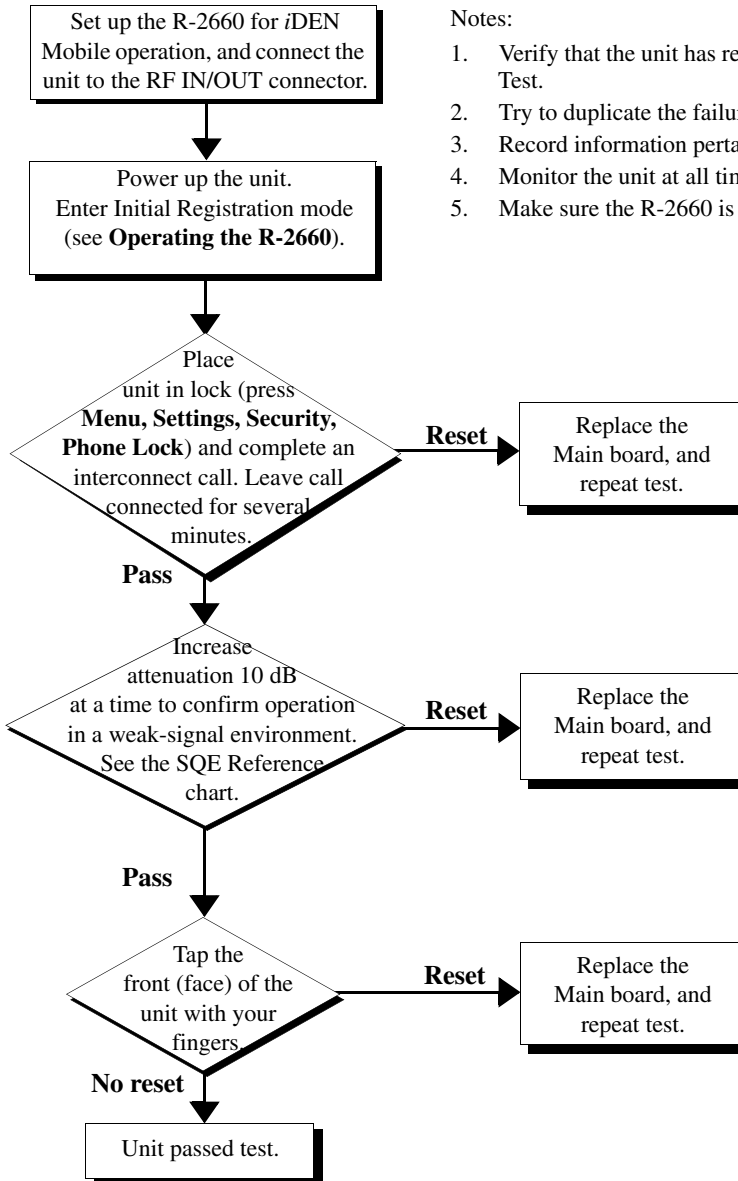 Set up the R-2660 for iDEN
Mobile operation, and connect the
unit to the RF IN/OUT connector.
Notes:
1. Verify that the unit has
Test.
2. Try to duplicate the
3. Record information
4. Monitor the unit at all
5. Make sure the R-2660 is
Power up the unit.
Enter Initial Registration mode
(see Operating the R-2660).
Place
unit in lock (press
Menu, Settings, Security,
Phone Lock) and complete an
interconnect call. Leave call
connected for several
minutes.
Reset
Replace the
Main board, and
repeat test.
Pass
Increase
attenuation 10 dB
at a time to confirm operation
in a weak-signal environment.
See the SQE Reference
chart.
Reset
Replace the
Main board, and
repeat test.
Pass
Tap the
front (face) of the
unit with your
fingers.
Reset
Replace the
Main board, and
repeat test.
No reset
Unit passed test.